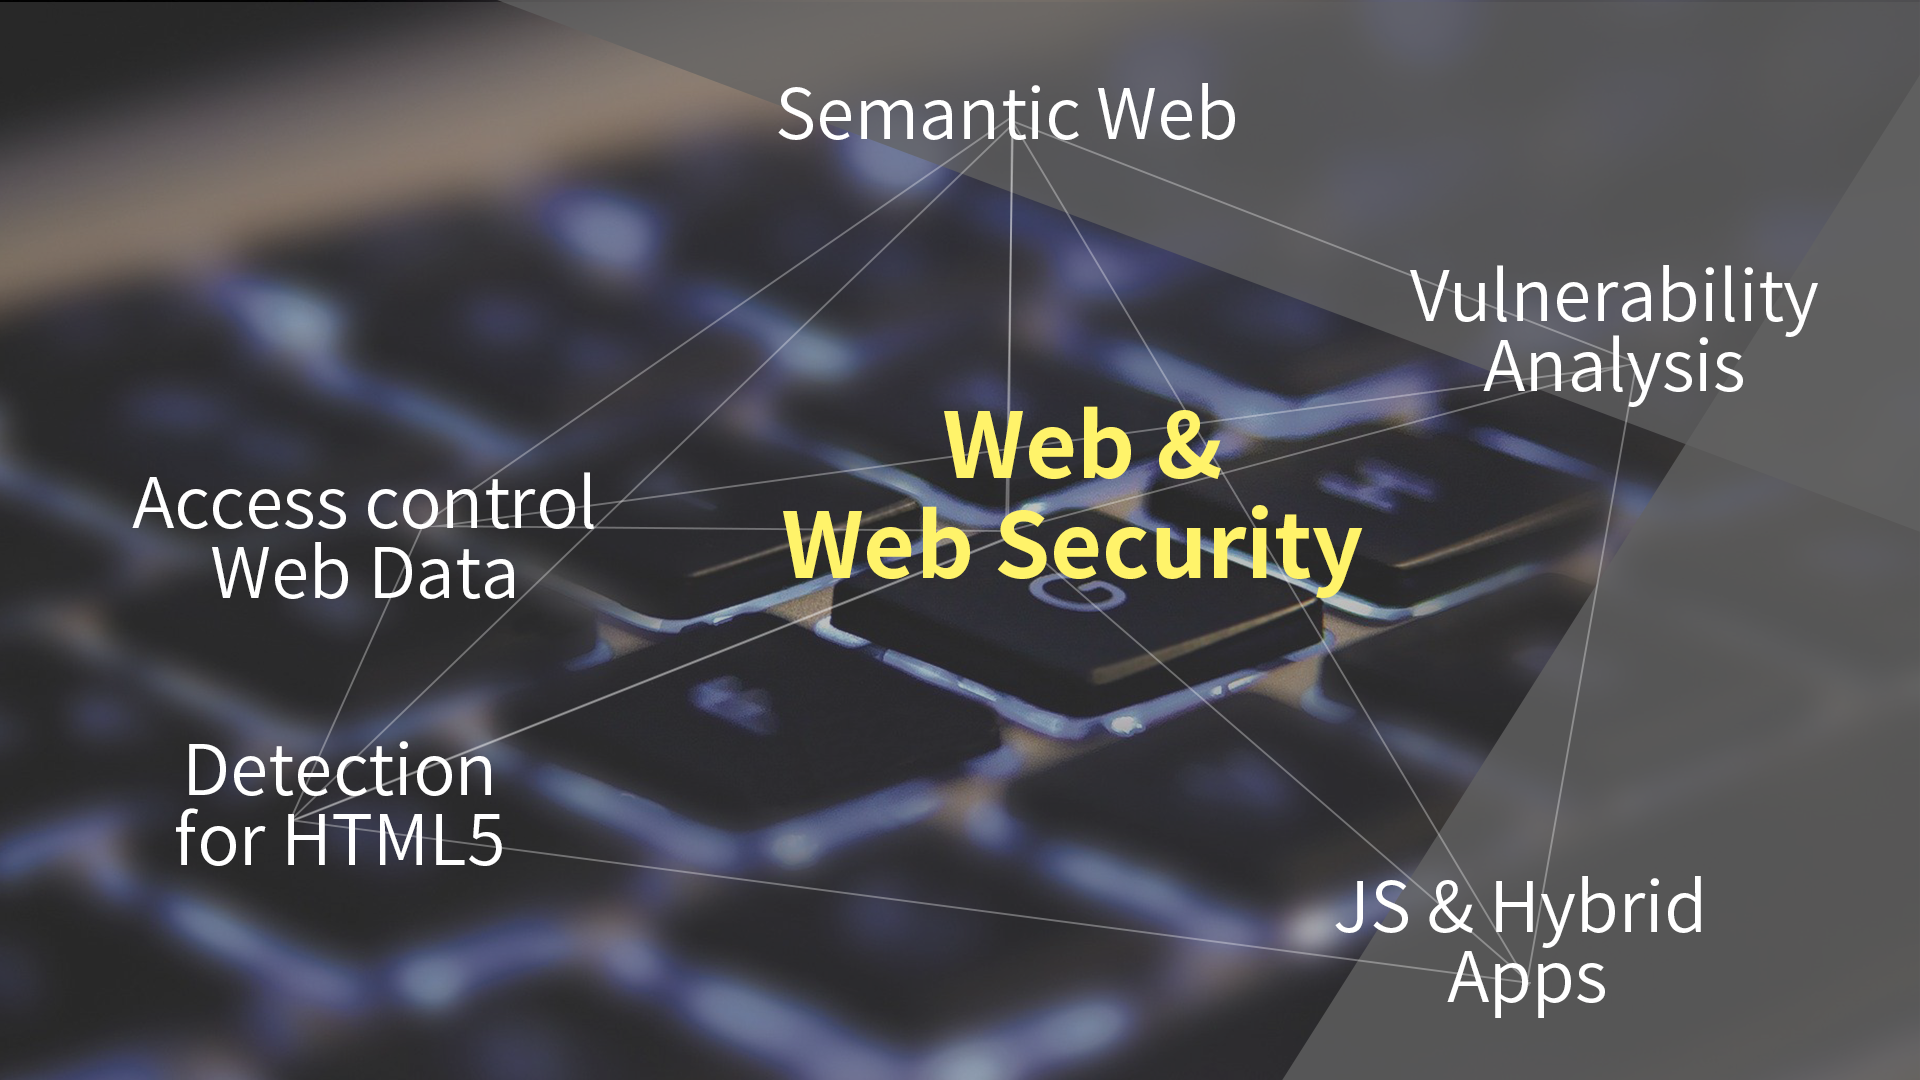 Semantic Web
Vulnerability
Analysis
Web &
Web Security
Access control
Web Data
Detection
for HTML5
JS & Hybrid
Apps
G
H